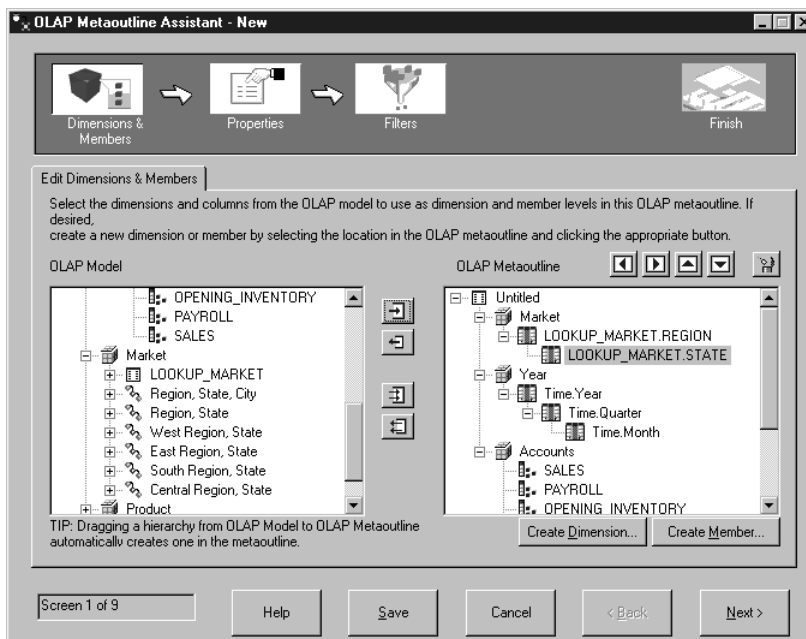 OLAP Metaoutline Assistant - New
Dimensions &
Members
Properties
Filters
Finish
Edit Dimensions & Members
Select the dimensions and columns from the OLAP model to use as dimension and member levels in this OLAP metaoutline. If
desired,
create a new dimension or member by selecting the location in the OLAP metaoutline and clicking the appropriate button.
OLAP Model
OPENING_INVENTORY
PAYROLL
SALES
Market
LOOKUP_MARKET
Region, State, City
Region, State
West Region, State
East Region, State
South Region, State
Central Region, State
Product
TIP: Dragging a hierarchy from OLAP Model to OLAP Metaoutline
automatically creates one in the metaoutline.
OLAP Metaoutline
Untitled
Market
LOOKUP_MARKET.REGION
LOOKUP_MARKET.STATE
Year
Time.Year
Time.Quarter
Time.Month
Accounts
SALES
PAYROLL
OPENING_INVENTORY
Create Dimension...
Create Member...
Screen 1 of 9
Help
Save
Cancel
< Back
Next >